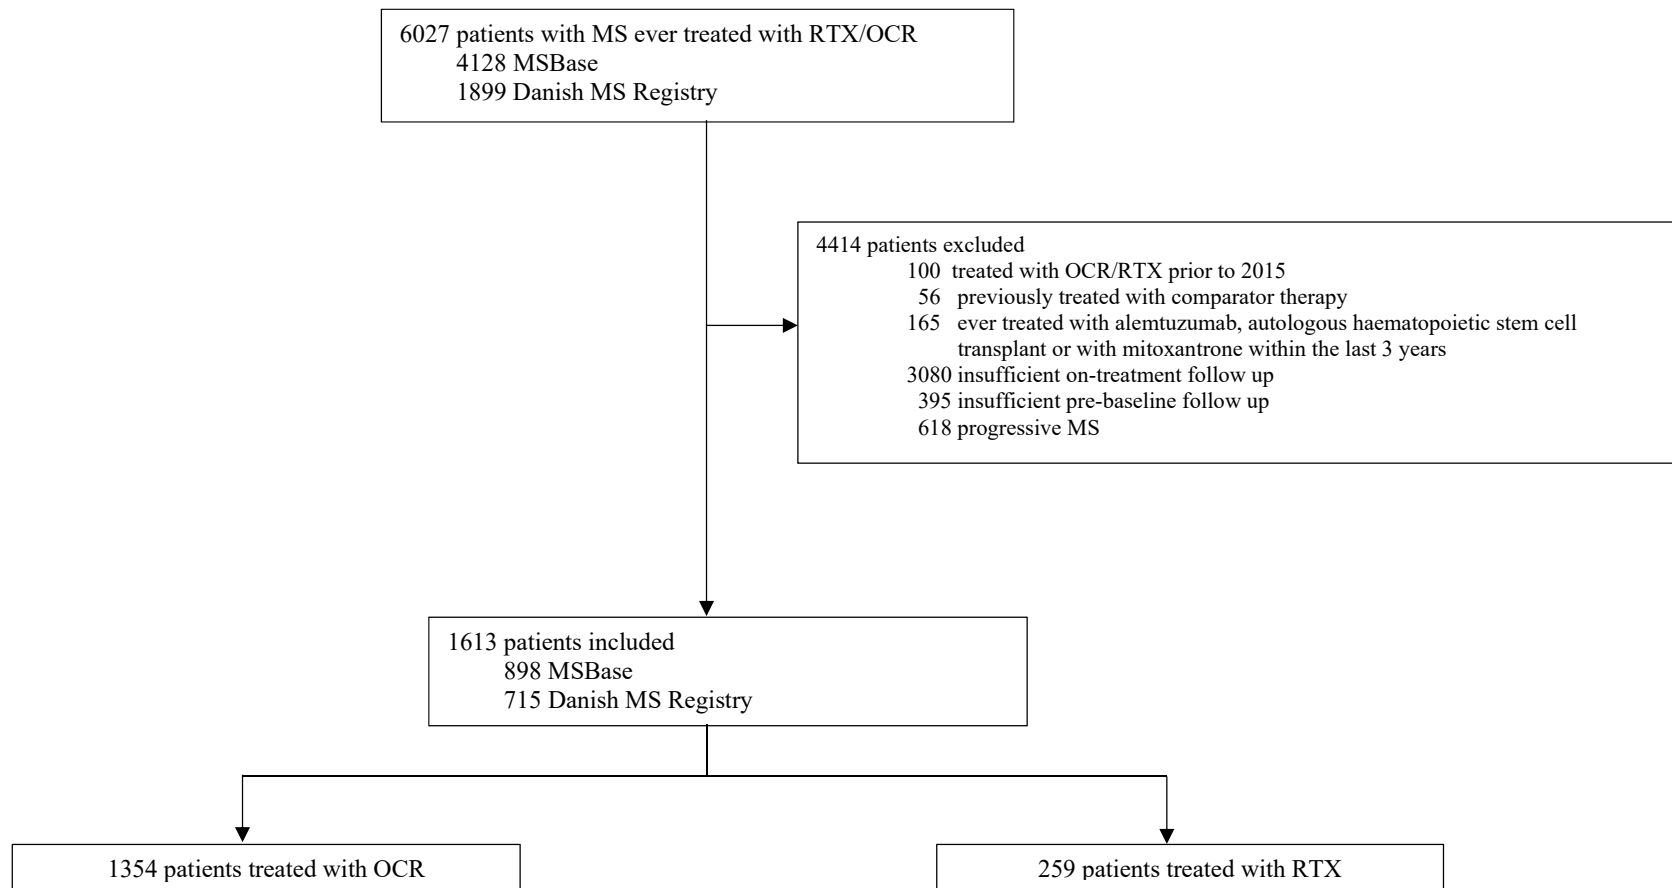 6027 patients with MS ever treated with RTX/OCR
4128 MSBase
1899 Danish MS Registry
4414 patients excluded
100 treated with OCR/RTX prior to 2015
56 previously treated with comparator therapy
165 ever treated with alemtuzumab, autologous haematopoietic stem cell
transplant or with mitoxantrone within the last 3 years
3080 insufficient on-treatment follow up
395 insufficient pre-baseline follow up
618 progressive MS
1613 patients included
898 MSBase
715 Danish MS Registry
1354 patients treated with OCR
259 patients treated with RTX